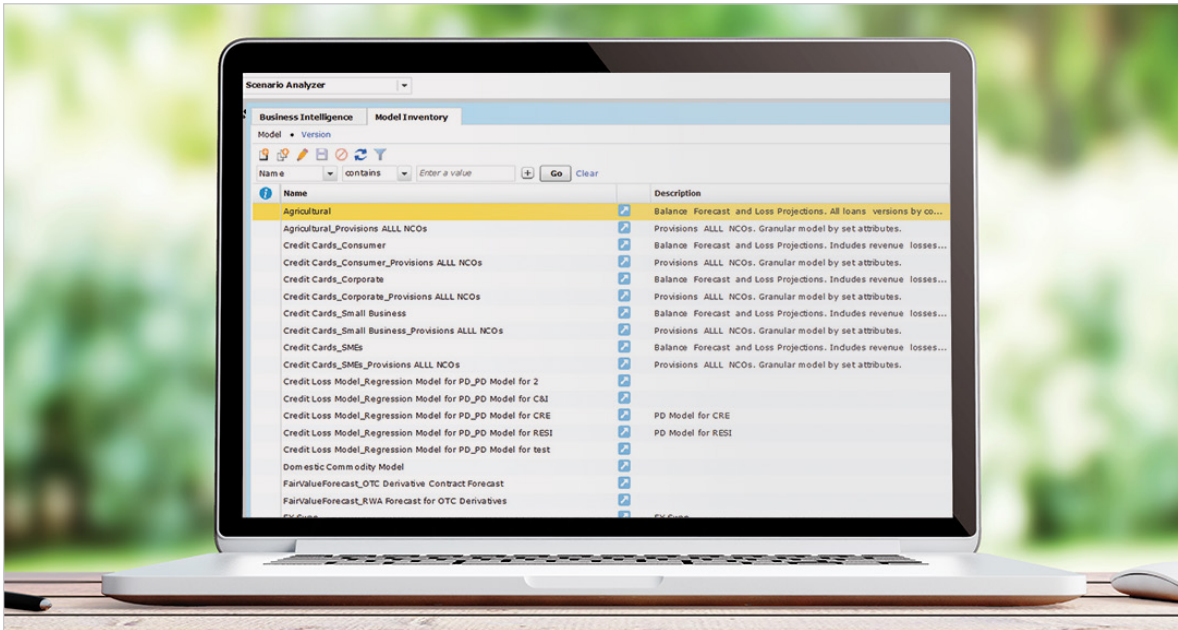 Scenario Analyzer
Business Intelligence Model Inventory
Model • Version
Name contains Enter a value + Go Clear
Name Description
Agricultural Balance Forecast and Loss Projections. All loans versions by co...
Agricultural_Provisions ALLL NCOs Provisions ALLL NCOs. Granular model by set attributes.
Credit Cards_Consumer Balance Forecast and Loss Projections. Includes revenue losses...
Credit Cards_Consumer_Provisions ALLL NCOs Provisions ALLL NCOs. Granular model by set attributes.
Credit Cards_Corporate Balance Forecast and Loss Projections. Includes revenue losses...
Credit Cards_Corporate_Provisions ALLL NCOs Provisions ALLL NCOs. Granular model by set attributes.
Credit Cards_Small Business Balance Forecast and Loss Projections. Includes revenue losses...
Credit Cards_Small Business_Provisions ALLL NCOs Provisions ALLL NCOs. Granular model by set attributes.
Credit Cards_SMEs Balance Forecast and Loss Projections. Includes revenue losses...
Credit Cards_SMEs_Provisions ALLL NCOs Provisions ALLL NCOs. Granular model by set attributes.
Credit Loss Model_Regression Model for PD_PD Model for 2
Credit Loss Model_Regression Model for PD_PD Model for C&I
Credit Loss Model_Regression Model for PD_PD Model for CRE PD Model for CRE
Credit Loss Model_Regression Model for PD_PD Model for RESI PD Model for RESI
Credit Loss Model_Regression Model for PD_PD Model for test
Domestic Commodity Model
FairValueForecast_OTC Derivative Contract Forecast
FairValueForecast_RWA Forecast for OTC Derivatives